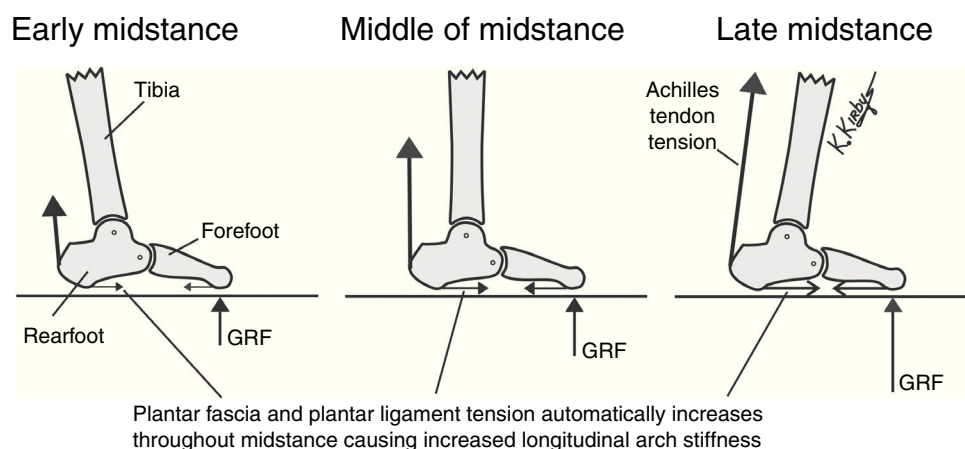 Early midstance
Middle of midstance
Late midstance
Tibia
Forefoot
Rearfoot
GRF
GRF
Achilles
tendon
tension
K. Kirby
GRF
Plantar fascia and plantar ligament tension automatically increases
throughout midstance causing increased longitudinal arch stiffness